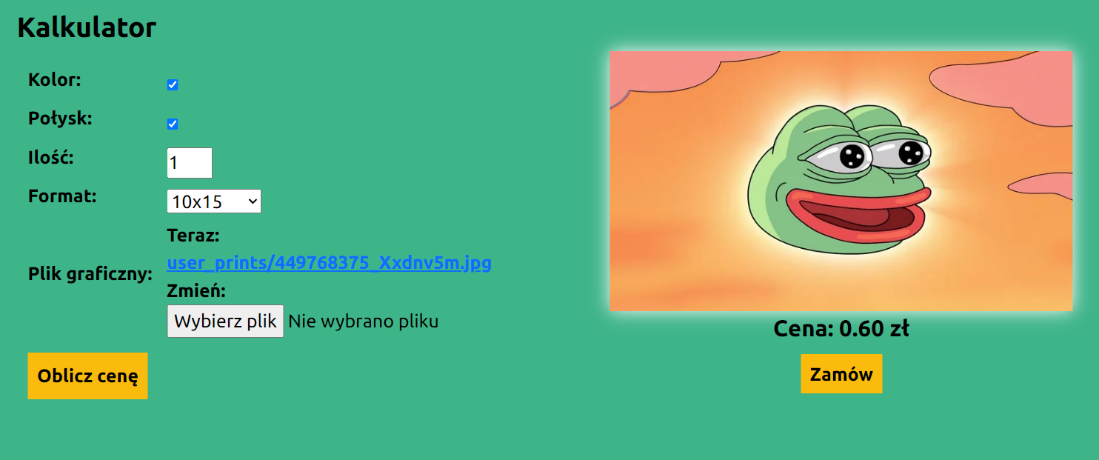 Kalkulator
Kolor:
Połysk:
Ilość:
1
Format:
10x15
Plik graficzny:
Teraz:
user_prints/449768375_Xxdnv5m.jpg
Zmień:
Wybierz plik Nie wybrano pliku
Oblicz cenę
Cena: 0.60 zł
Zamów